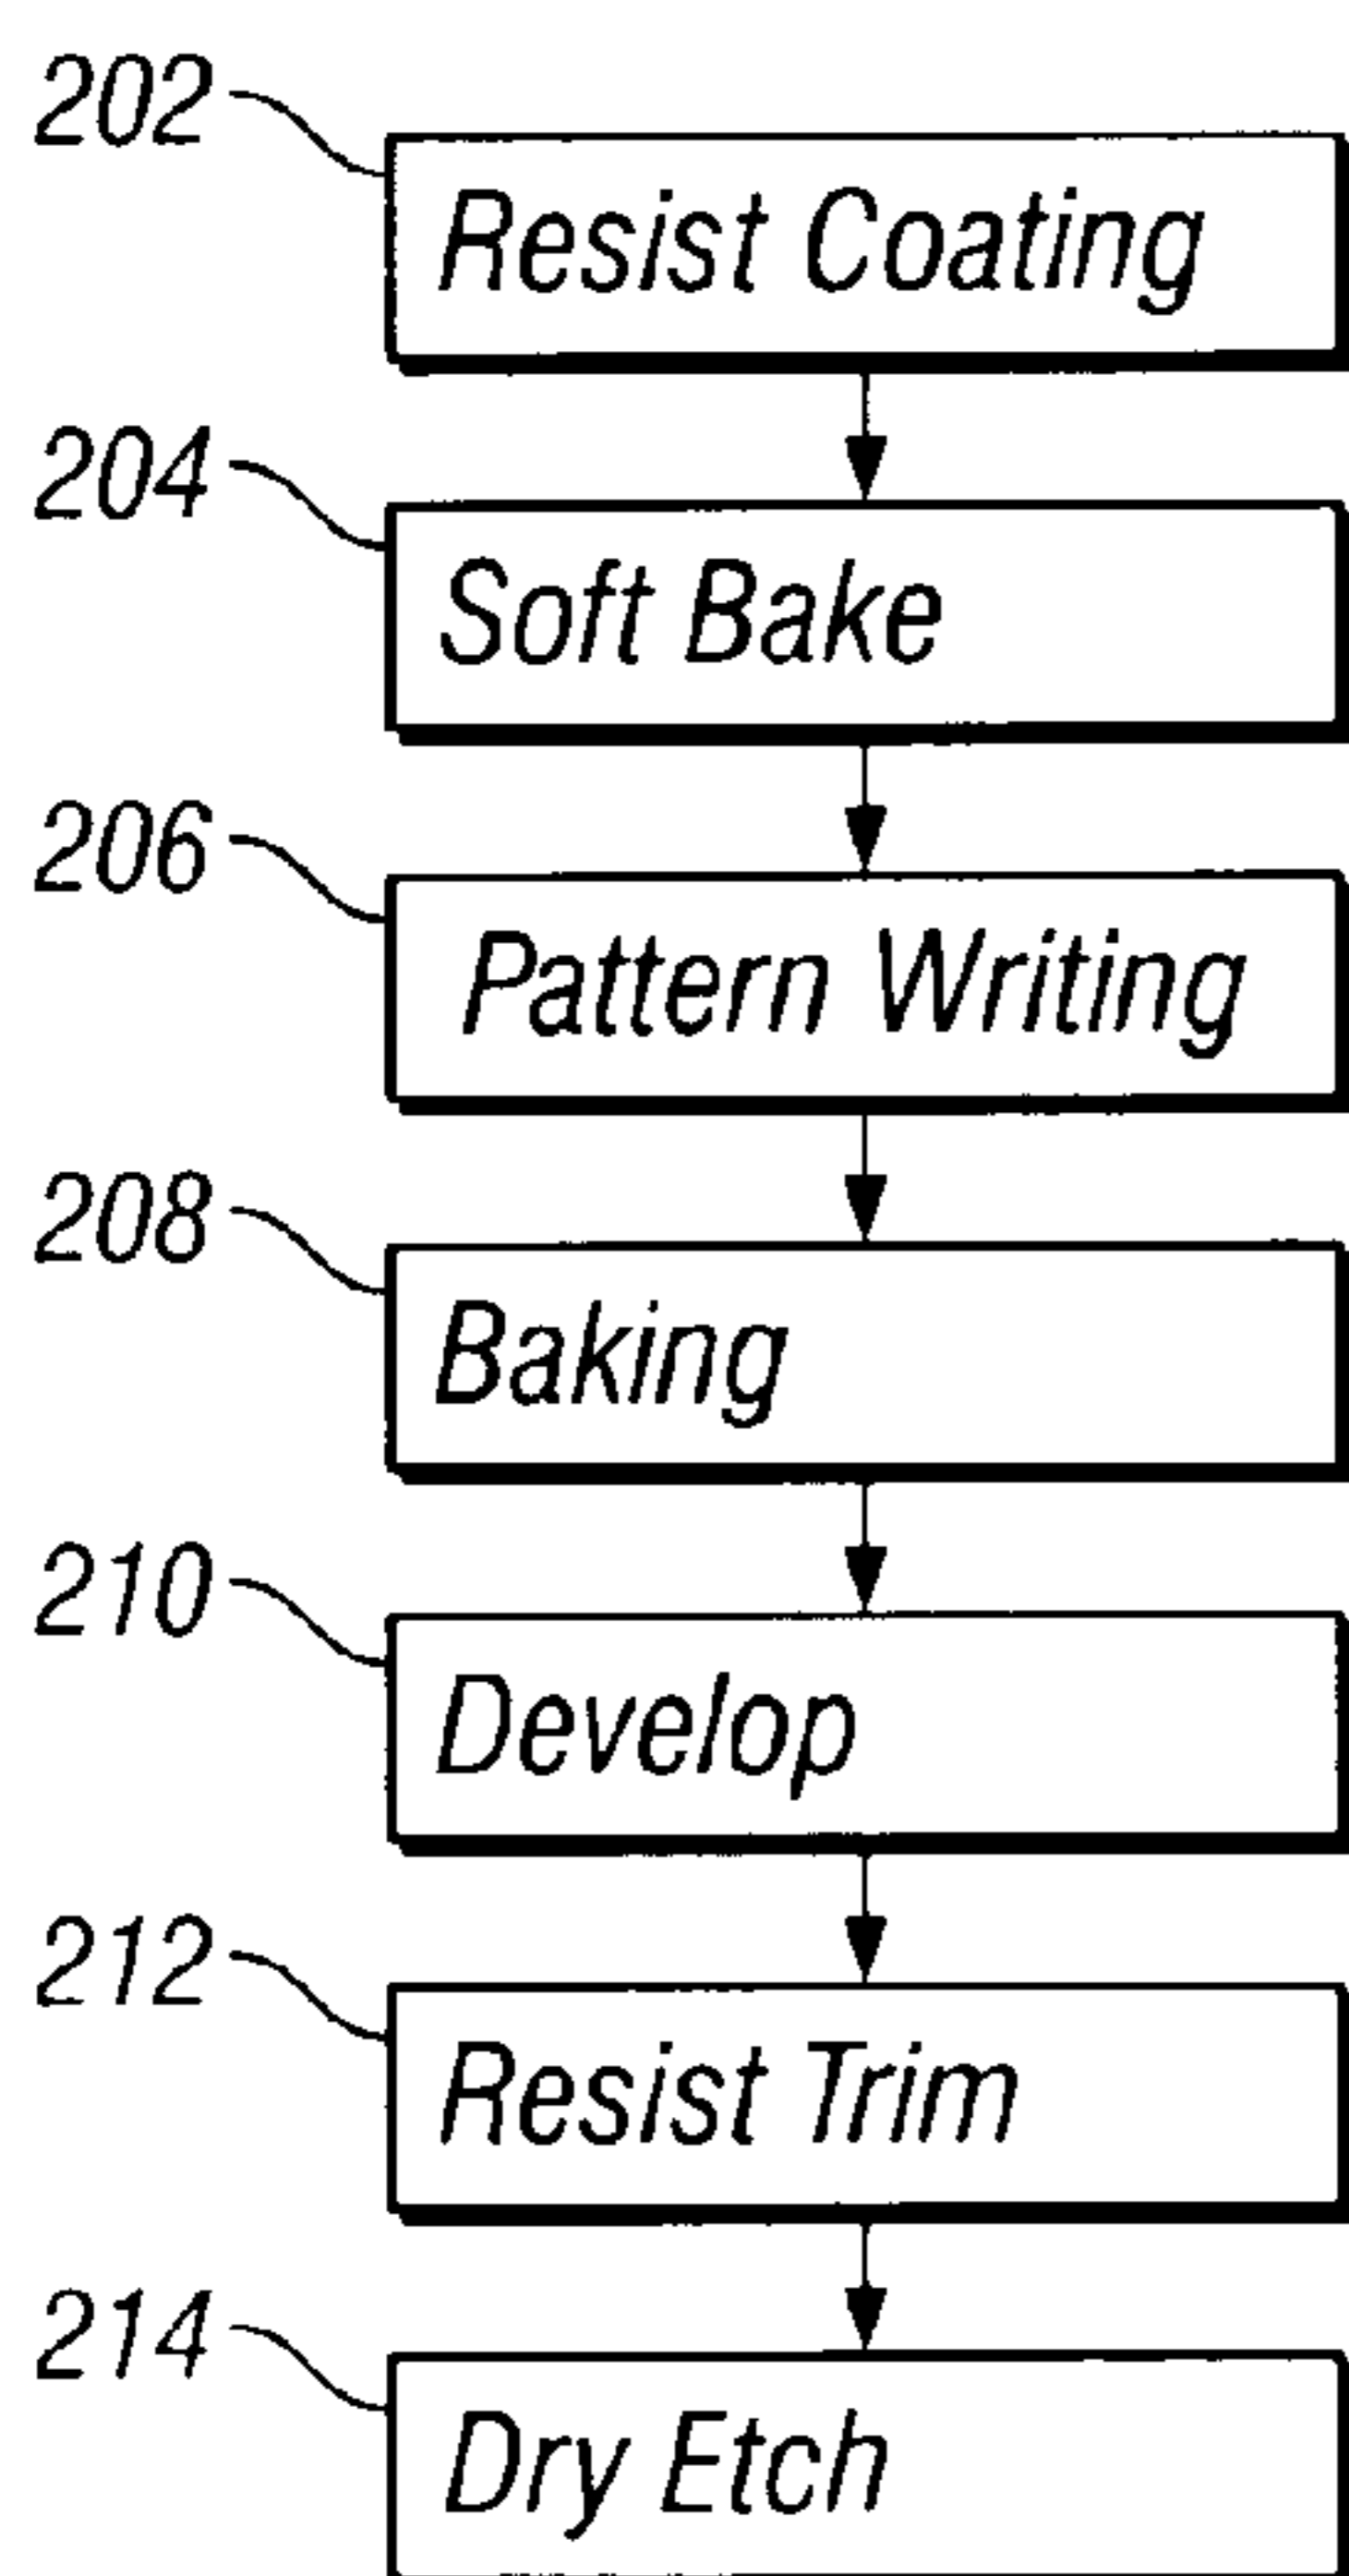 202
Resist Coating
204
Soft Bake
206
Pattern Writing
208
Baking
210
Develop
212
Resist Trim
214
Dry Etch